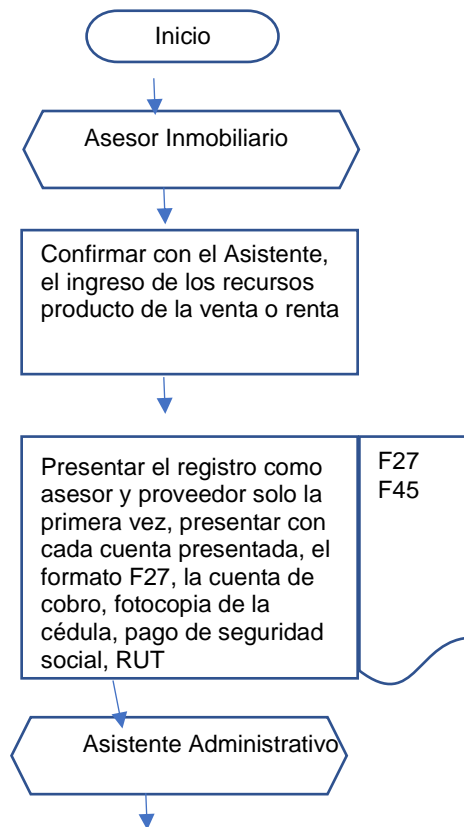 Inicio
Asesor Inmobiliario
Confirmar con el Asistente,
el ingreso de los recursos
producto de la venta o renta
Presentar el registro como
asesor y proveedor solo la
primera vez, presentar con
cada cuenta presentada, el
formato F27, la cuenta de
cobro, fotocopia de la
cédula, pago de seguridad
social, RUT
F27
F45
Asistente Administrativo